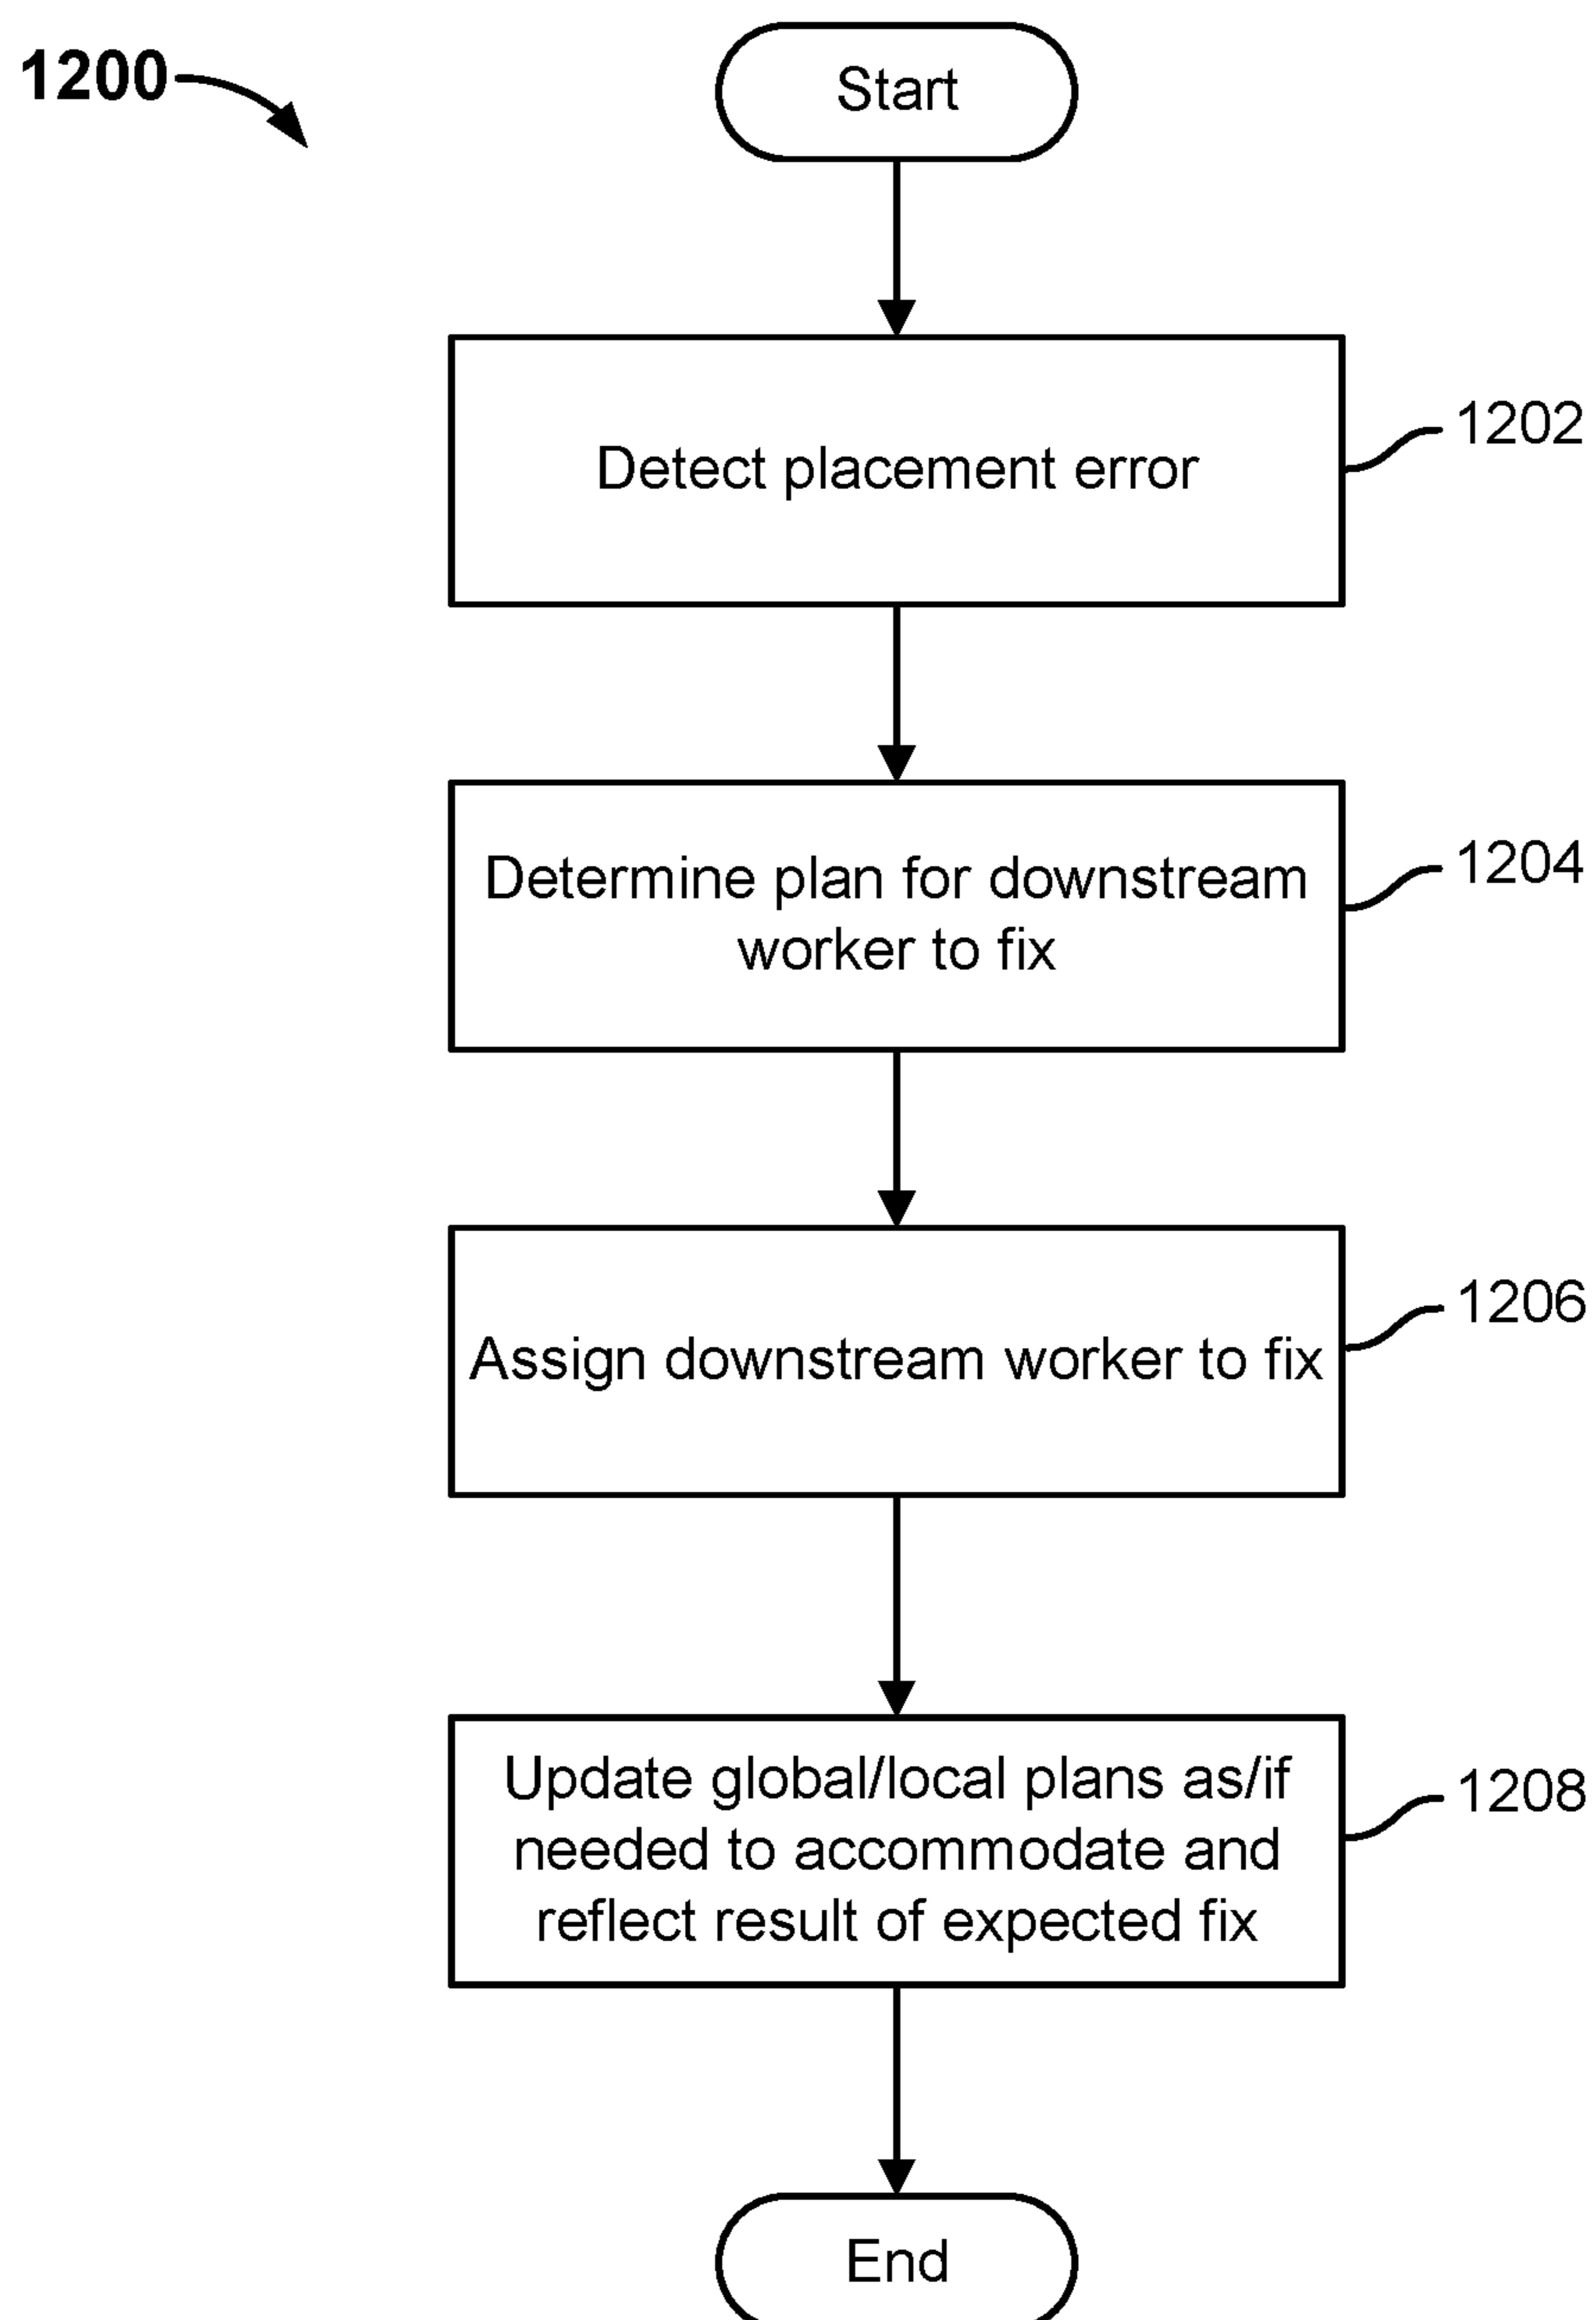 1200
Start
Detect placement error
1202
Determine plan for downstream
worker to fix
1204
Assign downstream worker to fix
1206
Update global/local plans as/if
needed to accommodate and
reflect result of expected fix
1208
End